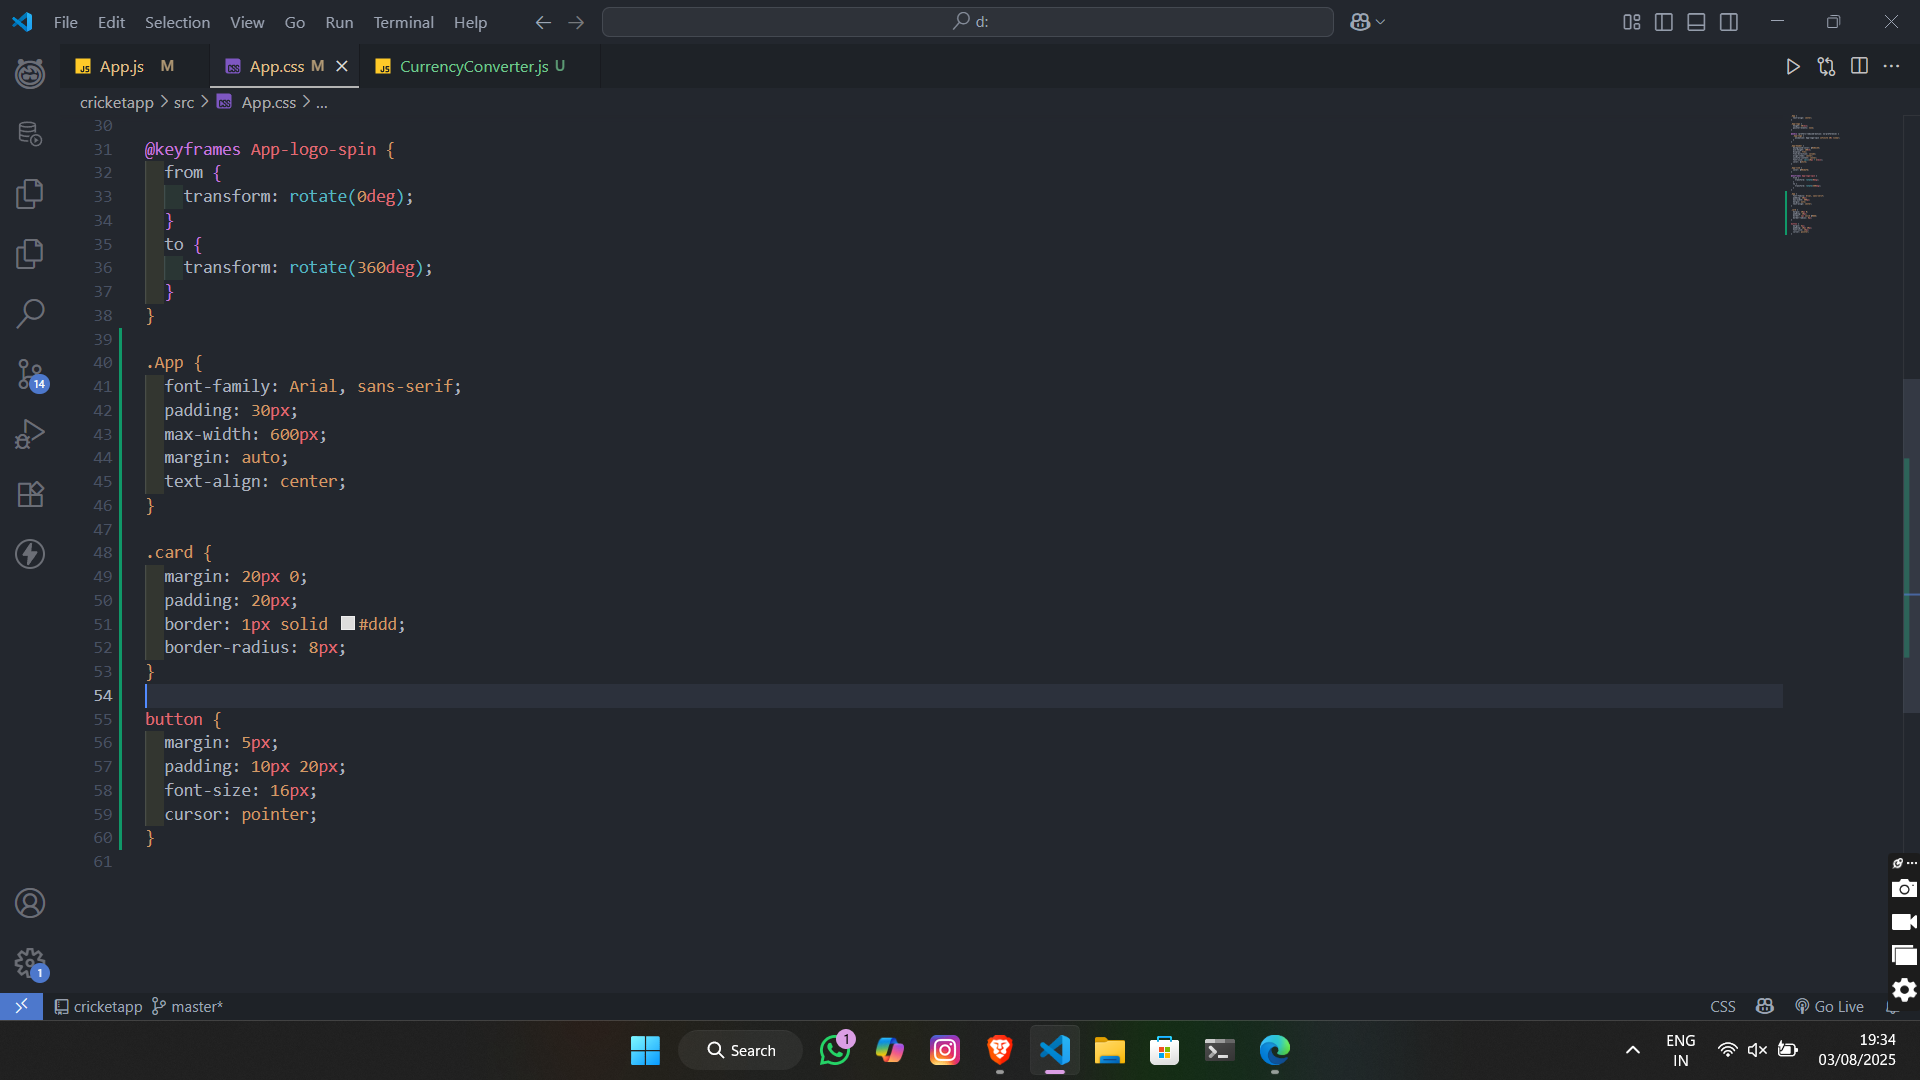 File Edit Selection View Go Run Terminal Help
d:
App.js M
App.css M
CurrencyConverter.js U
cricketapp > src > App.css > ...
30
31 @keyframes App-logo-spin {
32 from {
33 transform: rotate(0deg);
34 }
35 to {
36 transform: rotate(360deg);
37 }
38 }
39
40 .App {
41 font-family: Arial, sans-serif;
42 padding: 30px;
43 max-width: 600px;
44 margin: auto;
45 text-align: center;
46 }
47
48 .card {
49 margin: 20px 0;
50 padding: 20px;
51 border: 1px solid #ddd;
52 border-radius: 8px;
53 }
54
55 button {
56 margin: 5px;
57 padding: 10px 20px;
58 font-size: 16px;
59 cursor: pointer;
60 }
61
14
1
cricketapp master*
CSS Go Live
Search
1
ENG
IN
19:34
03/08/2025